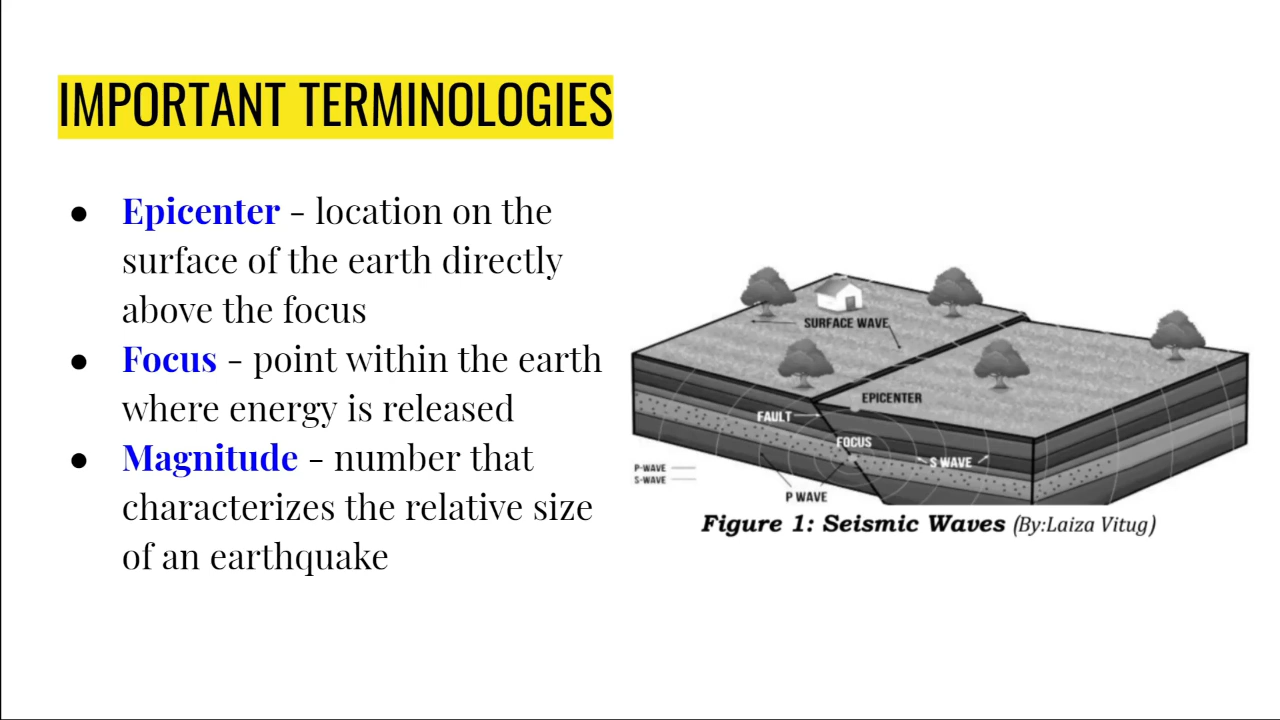 IMPORTANT TERMINOLOGIES
● Epicenter - location on the
surface of the earth directly
above the focus
● Focus - point within the earth
where energy is released
● Magnitude - number that
characterizes the relative size
of an earthquake
SURFACE WAVE
EPICENTER
FAULT
FOCUS
S WAVE
P-WAVE
S-WAVE
P WAVE
Figure 1: Seismic Waves (By:Laiza Vitug)